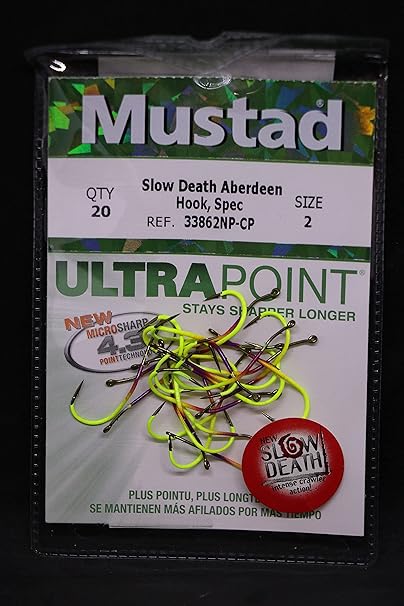 Mustad®
QTY
20
Slow Death Aberdeen
Hook, Spec
REF. 33862NP-CP
SIZE
2
ULTRAPOINT®
STAYS SHARPER LONGER
NEW
MICROSHARP
4.3
POINT TECHNOLOGY
NEW
SLOW
DEATH
intense crawler
action!
PLUS POINTU, PLUS
SE MANTIENEN MÁS AFILADOS POR MÁS TIEMPO